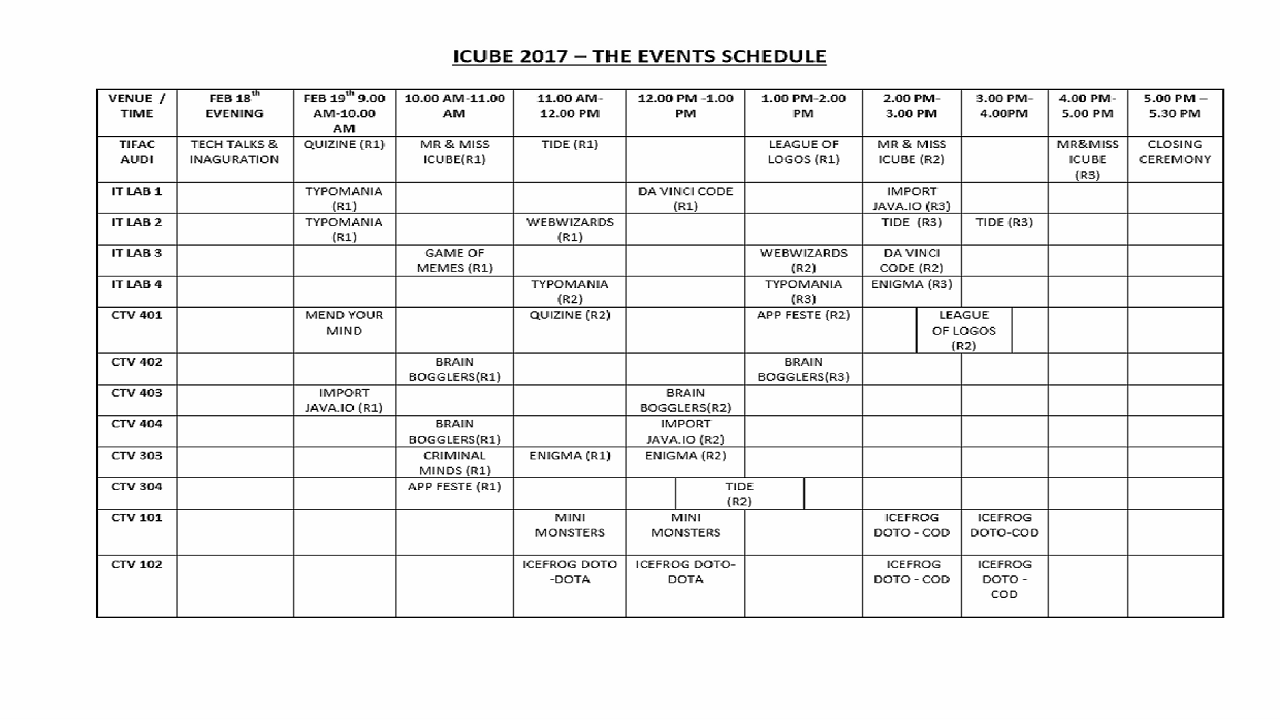 ICUBE 2017 – THE EVENTS SCHEDULE
VENUE / TIME | FEB 18th EVENING | FEB 19th 9.00 AM-10.00 AM | 10.00 AM-11.00 AM | 11.00 AM-12.00 PM | 12.00 PM -1.00 PM | 1.00 PM-2.00 PM | 2.00 PM-3.00 PM | 3.00 PM-4.00PM | 4.00 PM-5.00 PM | 5.00 PM – 5.30 PM
TIFAC AUDI | TECH TALKS & INAGURATION | QUIZINE (R1) | MR & MISS ICUBE(R1) | TIDE (R1) | | LEAGUE OF LOGOS (R1) | MR & MISS ICUBE (R2) | | MR&MISS ICUBE (R3) | CLOSING CEREMONY
IT LAB 1 | | TYPOMANIA (R1) | | | DA VINCI CODE (R1) | | IMPORT JAVA.IO (R3) | | |
IT LAB 2 | | TYPOMANIA (R1) | | WEBWIZARDS (R1) | | | TIDE (R3) | TIDE (R3) | |
IT LAB 3 | | | GAME OF MEMES (R1) | | | WEBWIZARDS (R2) | DA VINCI CODE (R2) | | |
IT LAB 4 | | | | TYPOMANIA (R2) | | TYPOMANIA (R3) | ENIGMA (R3) | | |
CTV 401 | | MEND YOUR MIND | | QUIZINE (R2) | | APP FESTE (R2) | | LEAGUE OF LOGOS (R2) | |
CTV 402 | | | BRAIN BOGGLERS(R1) | | | BRAIN BOGGLERS(R3) | | | |
CTV 403 | | IMPORT JAVA.IO (R1) | | | BRAIN BOGGLERS(R2) | | | | |
CTV 404 | | | BRAIN BOGGLERS(R1) | | IMPORT JAVA.IO (R2) | | | | |
CTV 303 | | | CRIMINAL MINDS (R1) | ENIGMA (R1) | ENIGMA (R2) | | | | |
CTV 304 | | | APP FESTE (R1) | | TIDE (R2) | | | | |
CTV 101 | | | | MINI MONSTERS | MINI MONSTERS | | ICEFROG DOTO - COD | ICEFROG DOTO-COD | |
CTV 102 | | | | ICEFROG DOTO -DOTA | ICEFROG DOTO-DOTA | | ICEFROG DOTO - COD | ICEFROG DOTO - COD | |